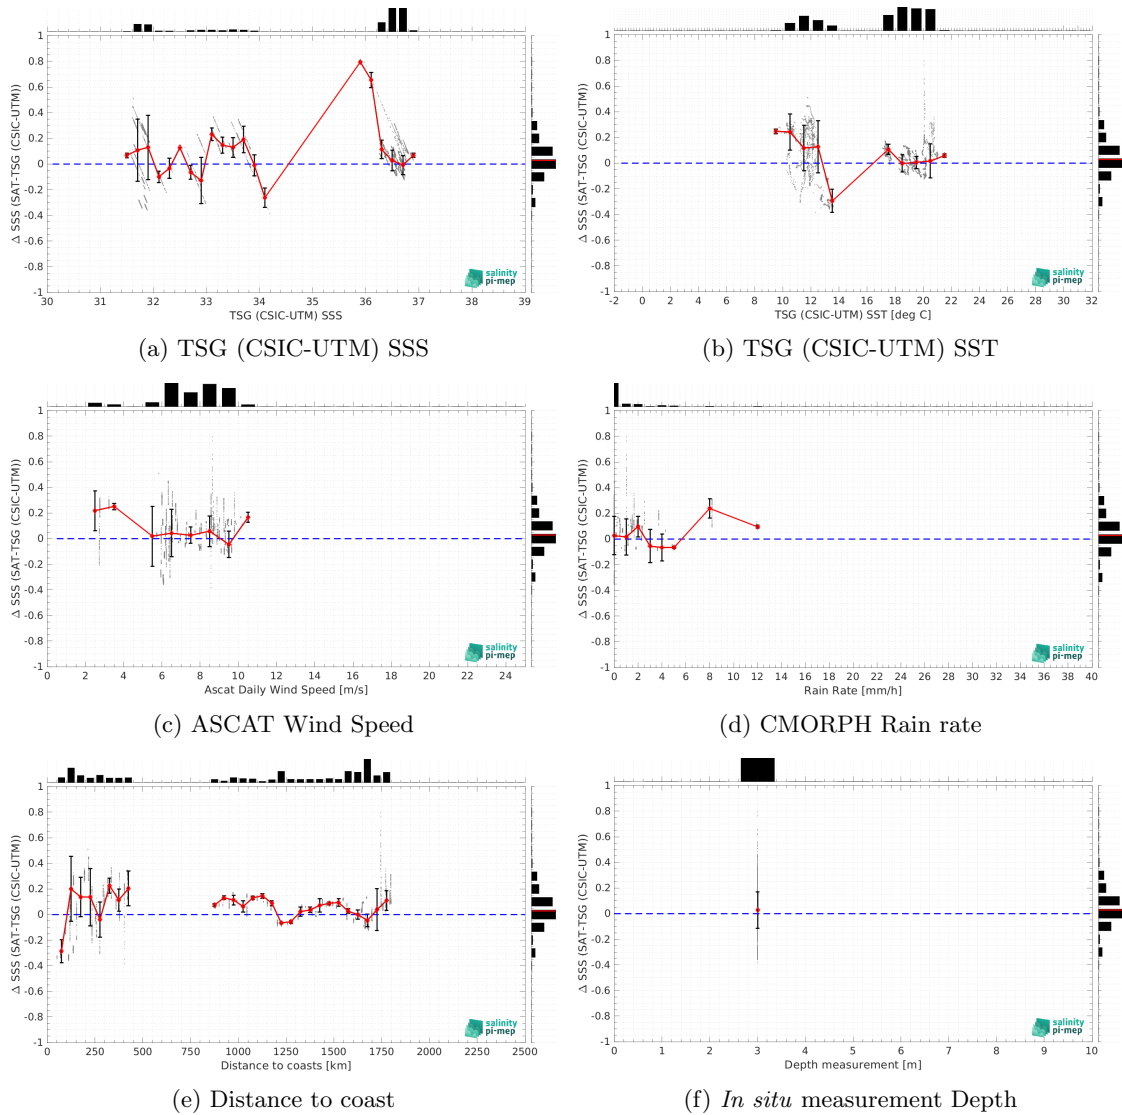 1
0.8
0.6
0.4
0.2
0
-0.2
-0.4
-0.6
-0.8
-1
Δ SSS (SAT-TSG (CSIC-UTM))
30 31 32 33 34 35 36 37 38 39
TSG (CSIC-UTM) SSS
salinity
pi-mep
(a) TSG (CSIC-UTM) SSS
1
0.8
0.6
0.4
0.2
0
-0.2
-0.4
-0.6
-0.8
-1
Δ SSS (SAT-TSG (CSIC-UTM))
-2 0 2 4 6 8 10 12 14 16 18 20 22 24 26 28 30 32
TSG (CSIC-UTM) SST [deg C]
salinity
pi-mep
(b) TSG (CSIC-UTM) SST
1
0.8
0.6
0.4
0.2
0
-0.2
-0.4
-0.6
-0.8
-1
Δ SSS (SAT-TSG (CSIC-UTM))
0 2 4 6 8 10 12 14 16 18 20 22 24
Ascat Daily Wind Speed [m/s]
salinity
pi-mep
(c) ASCAT Wind Speed
1
0.8
0.6
0.4
0.2
0
-0.2
-0.4
-0.6
-0.8
-1
Δ SSS (SAT-TSG (CSIC-UTM))
0 2 4 6 8 10 12 14 16 18 20 22 24 26 28 30 32 34 36 38 40
Rain Rate [mm/h]
salinity
pi-mep
(d) CMORPH Rain rate
1
0.8
0.6
0.4
0.2
0
-0.2
-0.4
-0.6
-0.8
-1
Δ SSS (SAT-TSG (CSIC-UTM))
0 250 500 750 1000 1250 1500 1750 2000 2250 2500
Distance to coasts [km]
salinity
pi-mep
(e) Distance to coast
1
0.8
0.6
0.4
0.2
0
-0.2
-0.4
-0.6
-0.8
-1
Δ SSS (SAT-TSG (CSIC-UTM))
0 1 2 3 4 5 6 7 8 9 10
Depth measurement [m]
salinity
pi-mep
(f) In situ measurement Depth